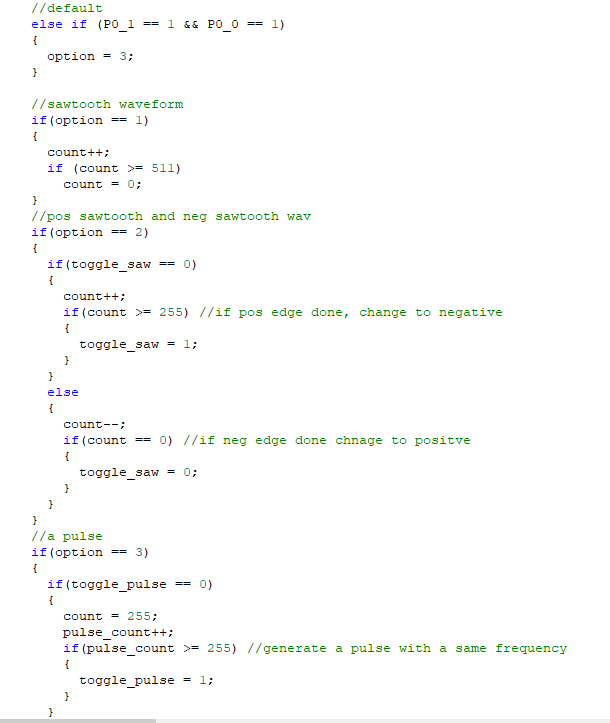 //default
else if (P0_1 == 1 && P0_0 == 1)
{
  option = 3;
}
//sawtooth waveform
if(option == 1)
{
  count++;
  if (count >= 511)
    count = 0;
}
//pos sawtooth and neg sawtooth wav
if(option == 2)
{
  if(toggle_saw == 0)
  {
    count++;
    if(count >= 255) //if pos edge done, change to negative
    {
      toggle_saw = 1;
    }
  }
  else
  {
    count--;
    if(count == 0) //if neg edge done chnage to positve
    {
      toggle_saw = 0;
    }
  }
}
//a pulse
if(option == 3)
{
  if(toggle_pulse == 0)
  {
    count = 255;
    pulse_count++;
    if(pulse_count >= 255) //generate a pulse with a same frequency
    {
      toggle_pulse = 1;
    }
  }